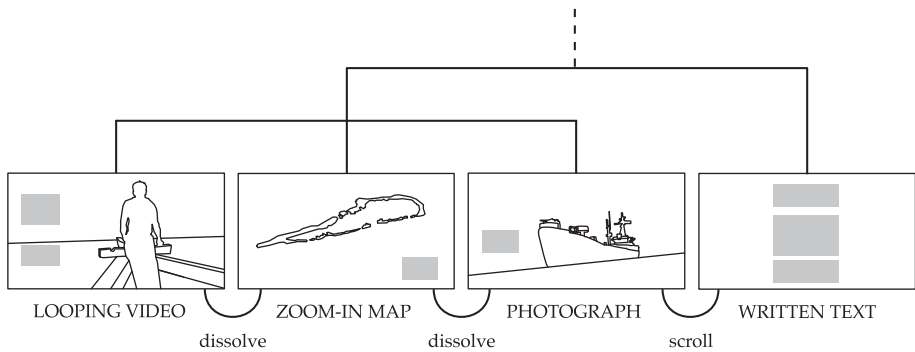 LOOPING VIDEO ZOOM-IN MAP PHOTOGRAPH WRITTEN TEXT
dissolve dissolve scroll